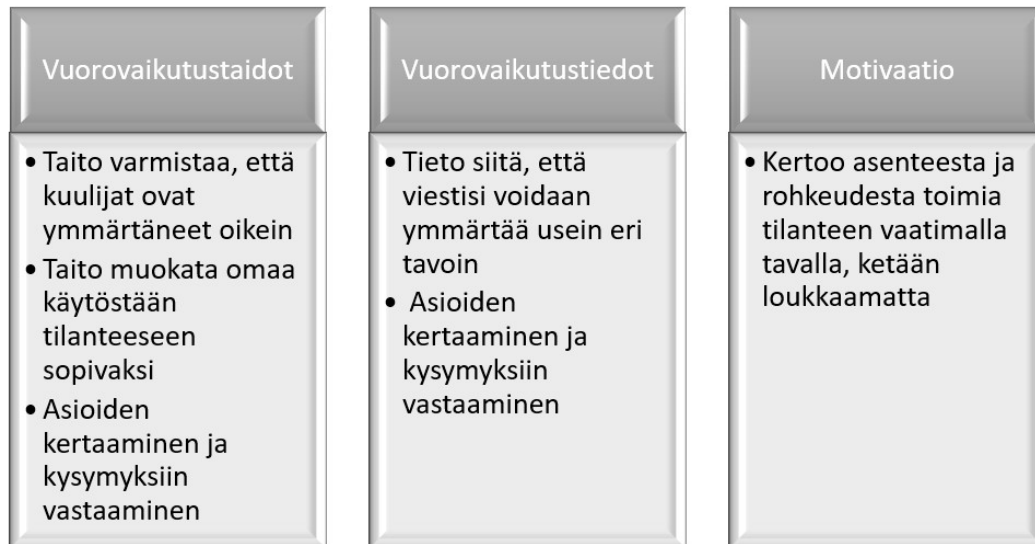 Vuorovaikutustaidot
• Taito varmistaa, että
kuulijat ovat
ymmärtäneet oikein
• Taito muokata omaa
käytöstään
tilanteeseen
sopivaksi
• Asioiden
kertaaminen ja
kysymyksiin
vastaaminen
Vuorovaikutustiedot
• Tieto siitä, että
viestisi voidaan
ymmärtää usein eri
tavoin
• Asioiden
kertaaminen ja
kysymyksiin
vastaaminen
Motivaatio
• Kertoo asenteesta ja
rohkeudesta toimia
tilanteen vaatimalla
tavalla, ketään
loukkaamatta